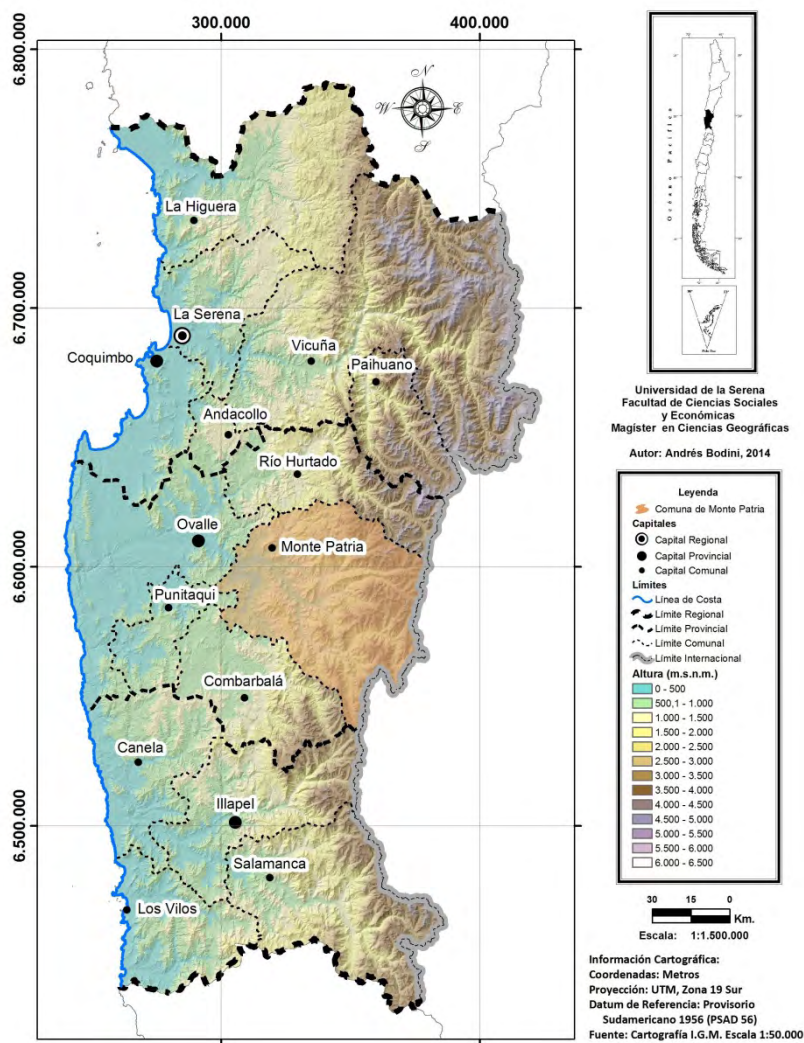 300.000
400.000
6.800.000
6.700.000
6.600.000
6.500.000
N
W
E
S
La Higuera
La Serena
Coquimbo
Vicuña
Paihuano
Andacollo
Río Hurtado
Ovalle
Monte Patria
Punitaqui
Combarbalá
Canela
Illapel
Salamanca
Los Vilos
Océano Pacífico
Universidad de la Serena
Facultad de Ciencias Sociales
y Económicas
Magíster en Ciencias Geográficas
Autor: Andrés Bodini, 2014
Leyenda
Comuna de Monte Patria
Capitales
Capital Regional
Capital Provincial
Capital Comunal
Límites
Línea de Costa
Límite Regional
Límite Provincial
Límite Comunal
Límite Internacional
Altura (m.s.n.m.)
0 - 500
500,1 - 1.000
1.000 - 1.500
1.500 - 2.000
2.000 - 2.500
2.500 - 3.000
3.000 - 3.500
3.500 - 4.000
4.000 - 4.500
4.500 - 5.000
5.000 - 5.500
5.500 - 6.000
6.000 - 6.500
30 15 0
Km.
Escala: 1:1.500.000
Información Cartográfica:
Coordenadas: Metros
Proyección: UTM, Zona 19 Sur
Datum de Referencia: Provisorio
Sudamericano 1956 (PSAD 56)
Fuente: Cartografía I.G.M. Escala 1:50.000